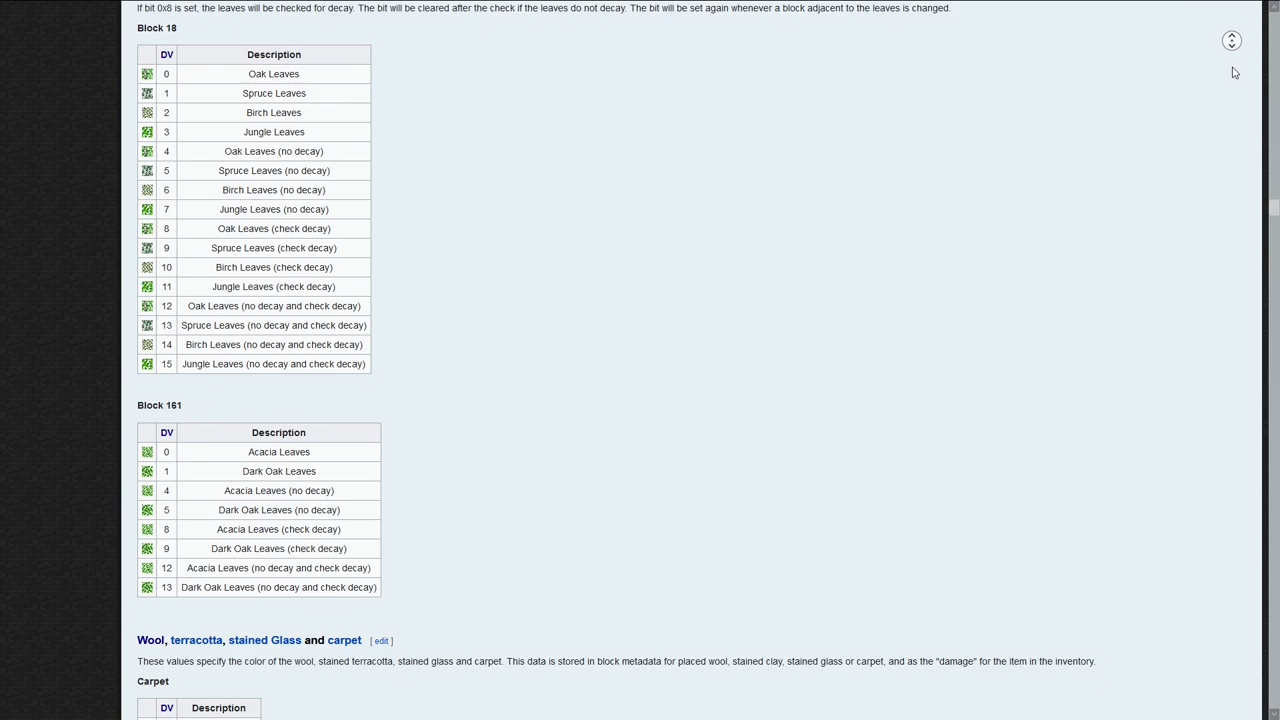 If bit 0x8 is set, the leaves will be checked for decay. The bit will be cleared after the check if the leaves do not decay. The bit will be set again whenever a block adjacent to the leaves is changed.
Block 18
DV Description
0 Oak Leaves
1 Spruce Leaves
2 Birch Leaves
3 Jungle Leaves
4 Oak Leaves (no decay)
5 Spruce Leaves (no decay)
6 Birch Leaves (no decay)
7 Jungle Leaves (no decay)
8 Oak Leaves (check decay)
9 Spruce Leaves (check decay)
10 Birch Leaves (check decay)
11 Jungle Leaves (check decay)
12 Oak Leaves (no decay and check decay)
13 Spruce Leaves (no decay and check decay)
14 Birch Leaves (no decay and check decay)
15 Jungle Leaves (no decay and check decay)
Block 161
DV Description
0 Acacia Leaves
1 Dark Oak Leaves
4 Acacia Leaves (no decay)
5 Dark Oak Leaves (no decay)
8 Acacia Leaves (check decay)
9 Dark Oak Leaves (check decay)
12 Acacia Leaves (no decay and check decay)
13 Dark Oak Leaves (no decay and check decay)
Wool, terracotta, stained Glass and carpet [ edit ]
These values specify the color of the wool, stained terracotta, stained glass and carpet. This data is stored in block metadata for placed wool, stained clay, stained glass or carpet, and as the "damage" for the item in the inventory.
Carpet
DV Description